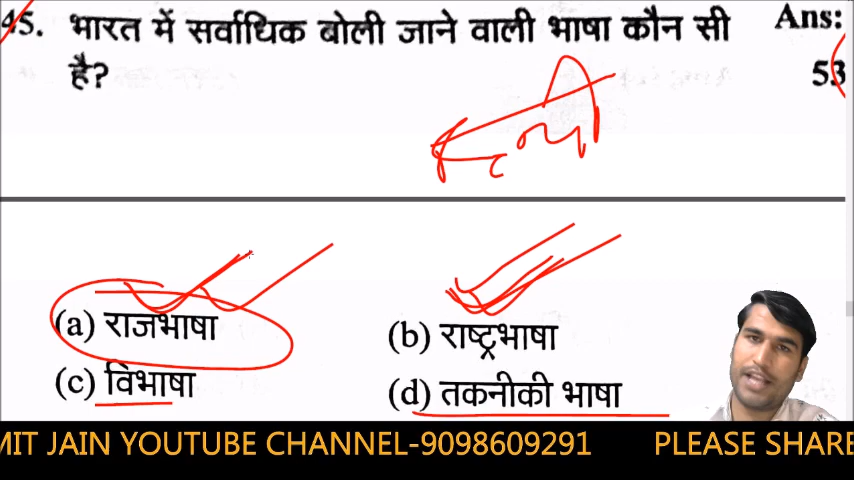 45. भारत में सर्वाधिक बोली जाने वाली भाषा कौन सी Ans:
है? 53
हिन्दी
(a) राजभाषा (b) राष्ट्रभाषा
(c) विभाषा (d) तकनीकी भाषा
MIT JAIN YOUTUBE CHANNEL-9098609291 PLEASE SHARE